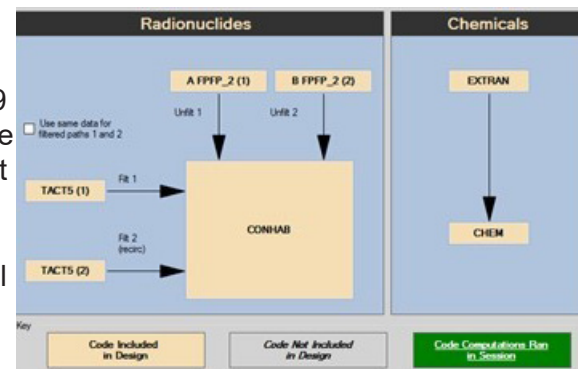 Radionuclides
Chemicals
A FPFP_2 (1)
B FPFP_2 (2)
EXTRAN
9
Unfilt 1
Unfilt 2
Use same data for
filtered paths 1 and 2
e
t
TACT5 (1)
Filt 1
CONHAB
CHEM
Filt 2
(recirc)
TACT5 (2)
l
Key
Code Included
in Design
Code Not Included
in Design
Code Computations Ran
in Session